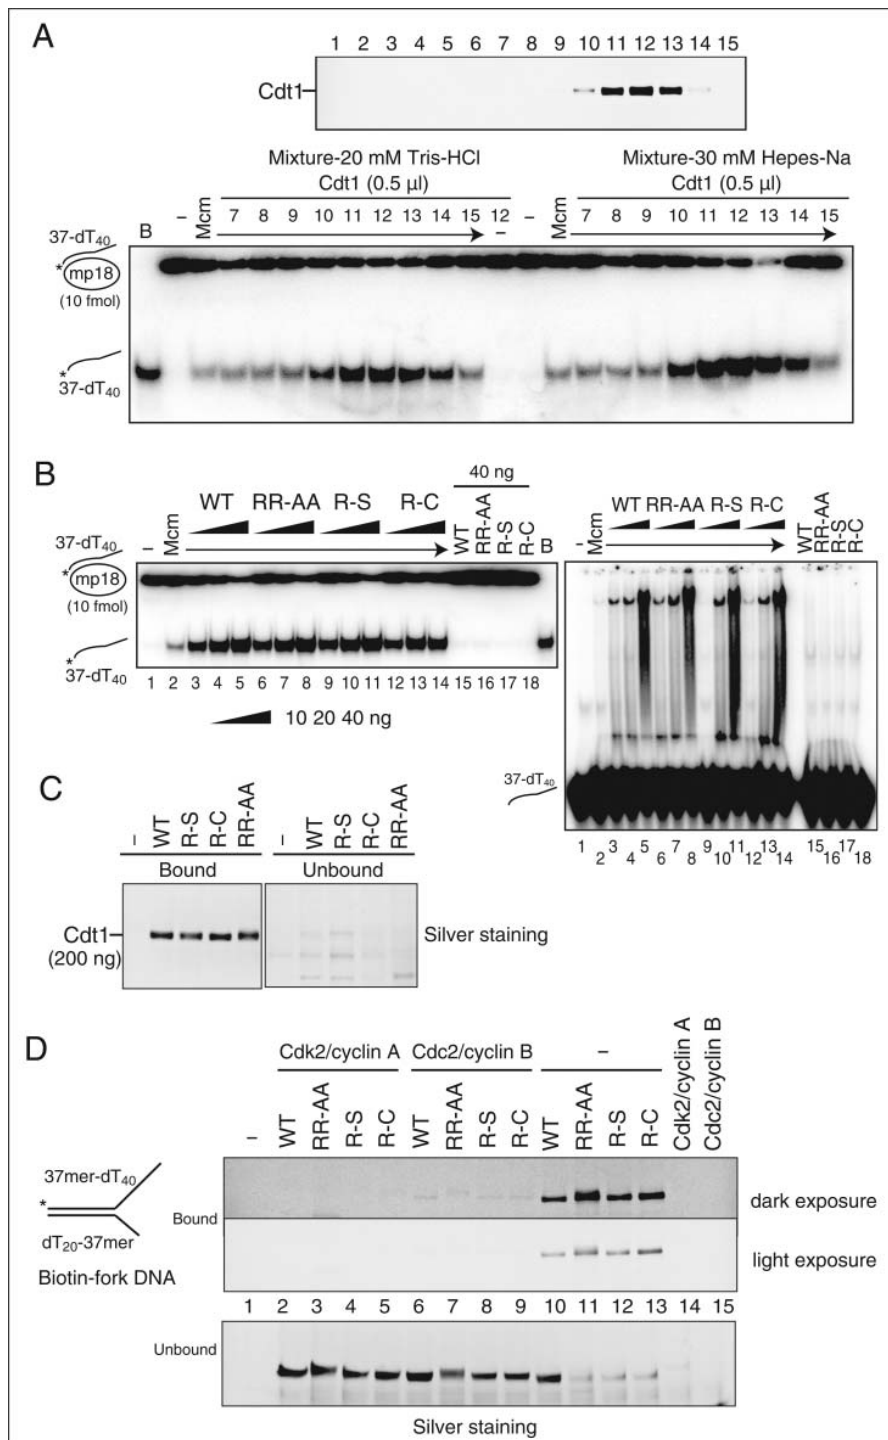 A
1 2 3 4 5 6 7 8 9 10 11 12 13 14 15
Cdt1
Mixture-20 mM Tris-HCl
Mixture-30 mM Hepes-Na
Cdt1 (0.5 µl)
Cdt1 (0.5 µl)
B – Mcm 7 8 9 10 11 12 13 14 15 12 – – Mcm 7 8 9 10 11 12 13 14 15
37-dT40
* mp18
(10 fmol)
*
37-dT40
B
40 ng
– Mcm WT RR-AA R-S R-C WT RR-AA R-S R-C B
37-dT40
* mp18
(10 fmol)
*
37-dT40
1 2 3 4 5 6 7 8 9 10 11 12 13 14 15 16 17 18
10 20 40 ng
– Mcm WT RR-AA R-S R-C WT RR-AA R-S R-C
37-dT40
1 2 3 4 5 6 7 8 9 10 11 12 13 14 15 16 17 18
C
– WT R-S R-C RR-AA – WT R-S R-C RR-AA
Bound
Unbound
Cdt1
(200 ng)
Silver staining
D
Cdk2/cyclin A Cdc2/cyclin B –
– WT RR-AA R-S R-C WT RR-AA R-S R-C WT RR-AA R-S R-C Cdk2/cyclin A Cdc2/cyclin B
37mer-dT40
*
dT20-37mer
Biotin-fork DNA
Bound
dark exposure
light exposure
1 2 3 4 5 6 7 8 9 10 11 12 13 14 15
Unbound
Silver staining